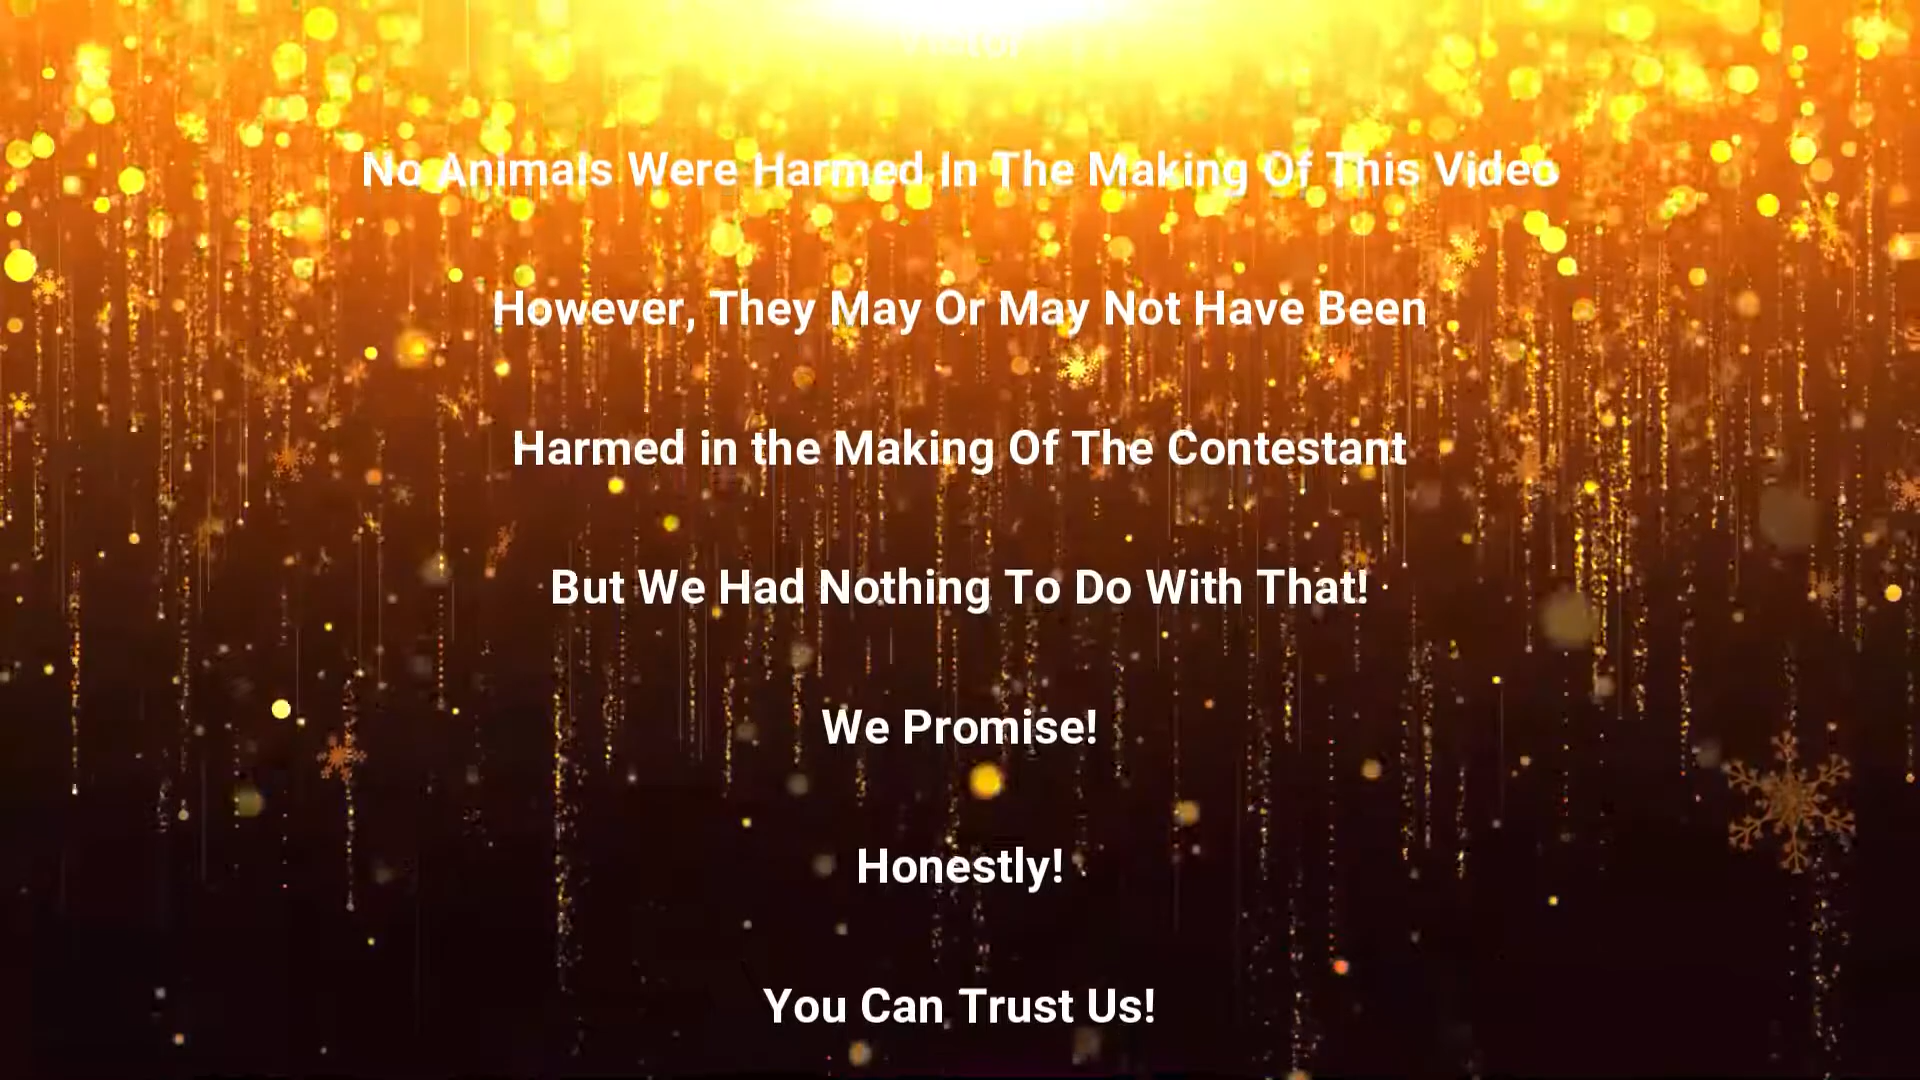 Victor
No Animals Were Harmed In The Making Of This Video
However, They May Or May Not Have Been
Harmed in the Making Of The Contestant
But We Had Nothing To Do With That!
We Promise!
Honestly!
You Can Trust Us!